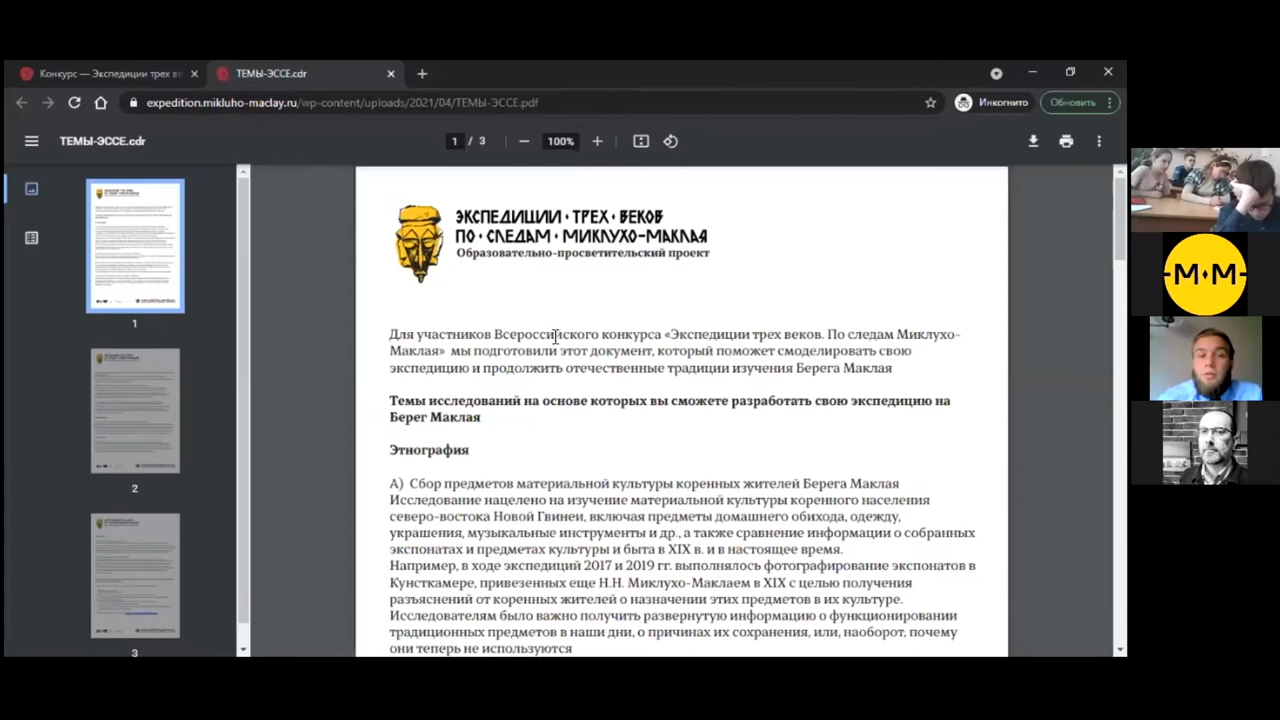 Конкурс — Экспедиции трех ве
ТЕМЫ-ЭССЕ.cdr
expedition.mikluho-maclay.ru/wp-content/uploads/2021/04/ТЕМЫ-ЭССЕ.pdf
Инкогнито
Обновить
ТЕМЫ-ЭССЕ.cdr
1 / 3
100%
1
2
3
ЭКСПЕДИЦИИ · ТРЕХ · ВЕКОВ
ПО · СЛЕДАМ · МИКЛУХО-МАКЛАЯ
Образовательно-просветительский проект
Для участников Всероссийского конкурса «Экспедиции трех веков. По следам Миклухо-
Маклая» мы подготовили этот документ, который поможет смоделировать свою
экспедицию и продолжить отечественные традиции изучения Берега Маклая
Темы исследований на основе которых вы сможете разработать свою экспедицию на
Берег Маклая
Этнография
А) Сбор предметов материальной культуры коренных жителей Берега Маклая
Исследование нацелено на изучение материальной культуры коренного населения
северо-востока Новой Гвинеи, включая предметы домашнего обихода, одежду,
украшения, музыкальные инструменты и др., а также сравнение информации о собранных
экспонатах и предметах культуры и быта в XIX в. и в настоящее время.
Например, в ходе экспедиций 2017 и 2019 гг. выполнялось фотографирование экспонатов в
Кунсткамере, привезенных еще Н.Н. Миклухо-Маклаем в XIX с целью получения
разъяснений от коренных жителей о назначении этих предметов в их культуре.
Исследователям было важно получить развернутую информацию о функционировании
традиционных предметов в наши дни, о причинах их сохранения, или, наоборот, почему
они теперь не используются
-М·М-